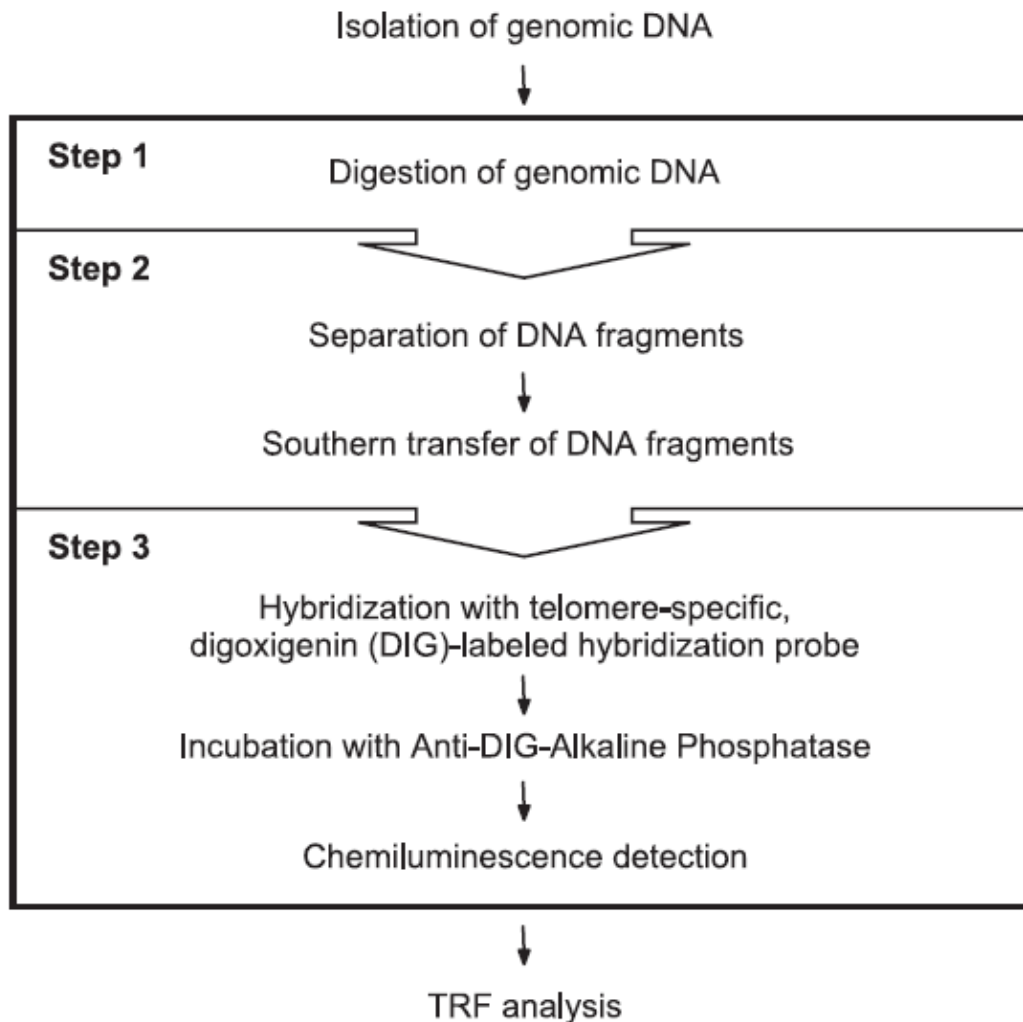 Isolation of genomic DNA
Step 1
Digestion of genomic DNA
Step 2
Separation of DNA fragments
Southern transfer of DNA fragments
Step 3
Hybridization with telomere-specific,
digoxigenin (DIG)-labeled hybridization probe
Incubation with Anti-DIG-Alkaline Phosphatase
Chemiluminescence detection
TRF analysis